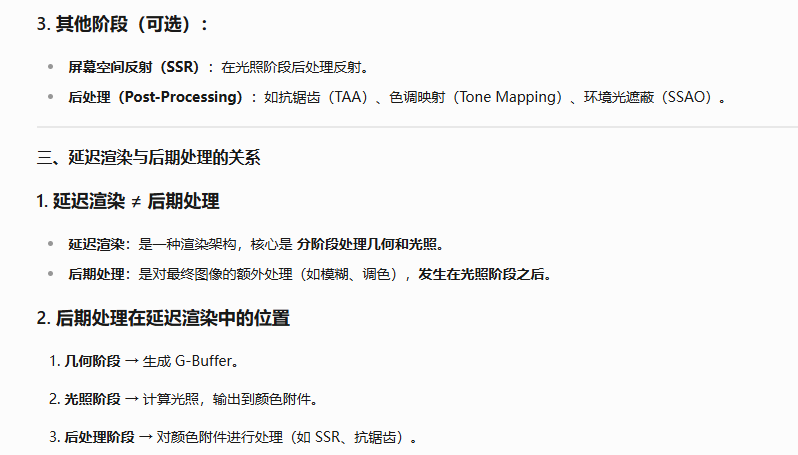 3. 其他阶段（可选）：
屏幕空间反射（SSR）：在光照阶段后处理反射。
后处理（Post-Processing）：如抗锯齿（TAA）、色调映射（Tone Mapping）、环境光遮蔽（SSAO）。
三、延迟渲染与后期处理的关系
1. 延迟渲染 ≠ 后期处理
延迟渲染：是一种渲染架构，核心是 分阶段处理几何和光照。
后期处理：是对最终图像的额外处理（如模糊、调色），发生在光照阶段之后。
2. 后期处理在延迟渲染中的位置
1. 几何阶段 → 生成 G-Buffer。
2. 光照阶段 → 计算光照，输出到颜色附件。
3. 后处理阶段 → 对颜色附件进行处理（如 SSR、抗锯齿）。